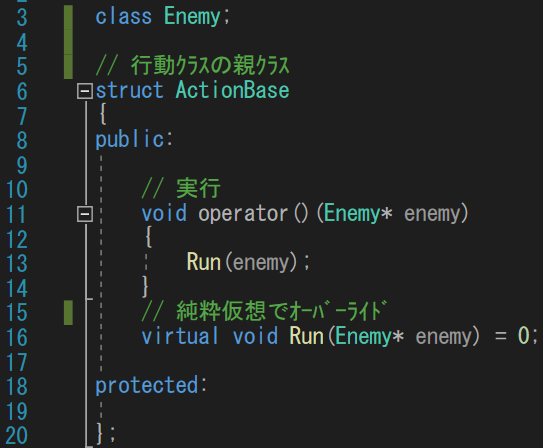 3 class Enemy;
4
5 // 行動ｸﾗｽの親ｸﾗｽ
6 struct ActionBase
7 {
8 public:
9
10 // 実行
11 void operator()(Enemy* enemy)
12 {
13 Run(enemy);
14 }
15 // 純粋仮想でｵｰﾊﾞｰﾗｲﾄﾞ
16 virtual void Run(Enemy* enemy) = 0;
17
18 protected:
19
20 };